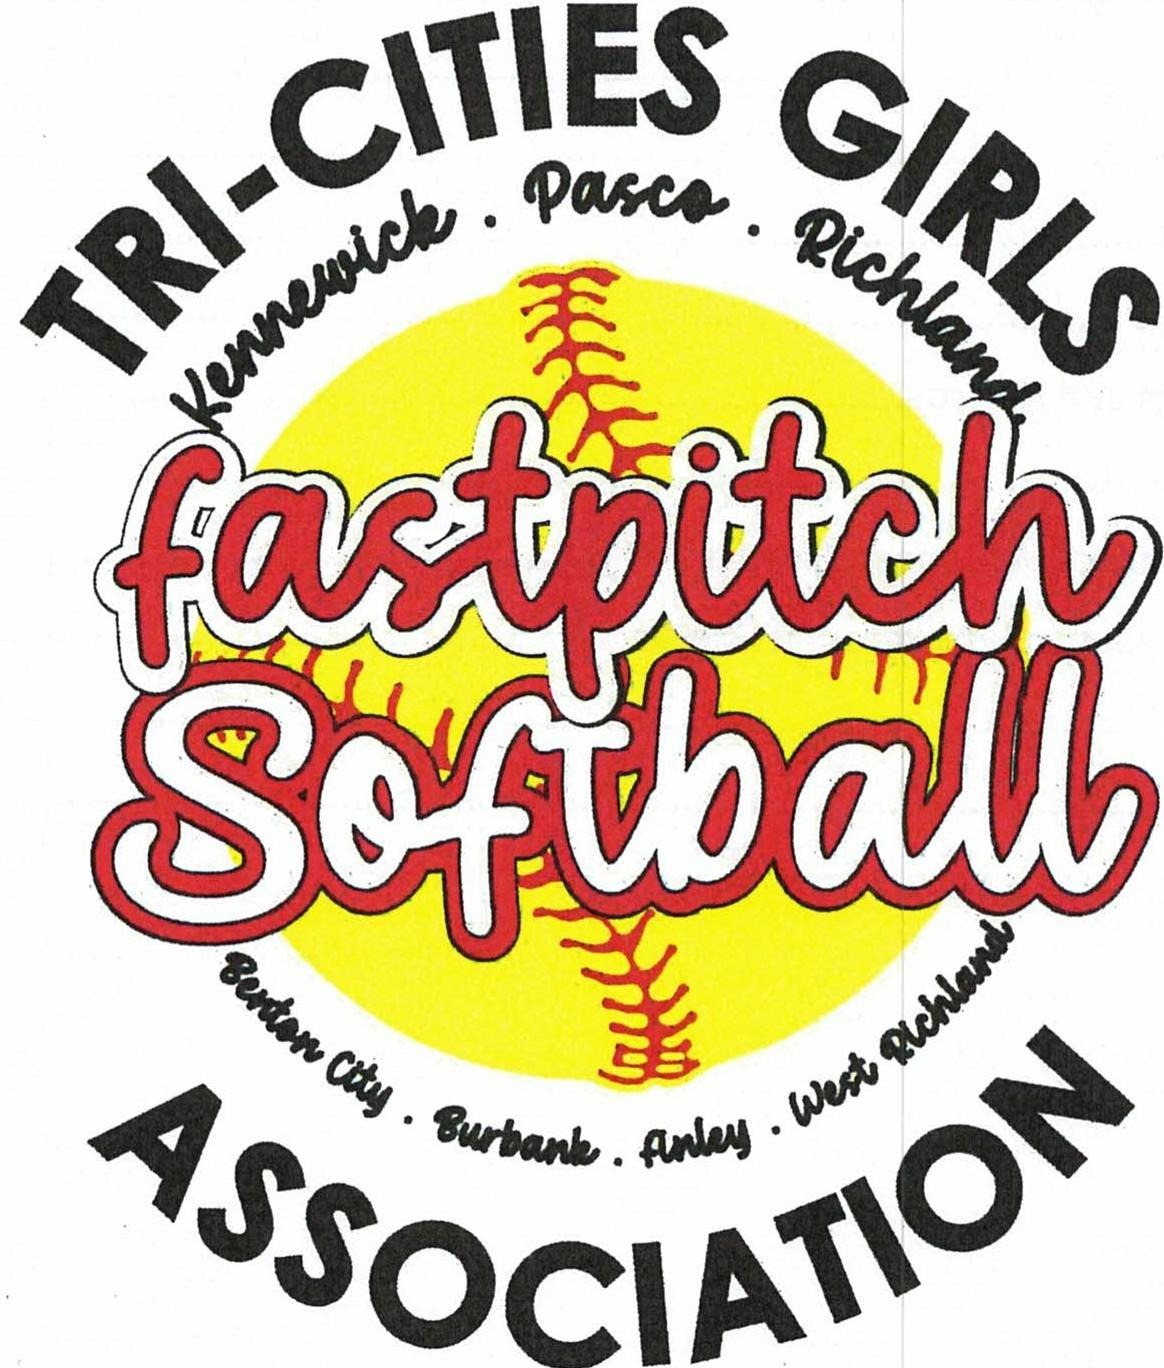 TRI-CITIES GIRLS
Kennewick . Pasco . Richland.
fastpitch
Softball
Benton City . Burbank . Finley . West Richland
ASSOCIATION